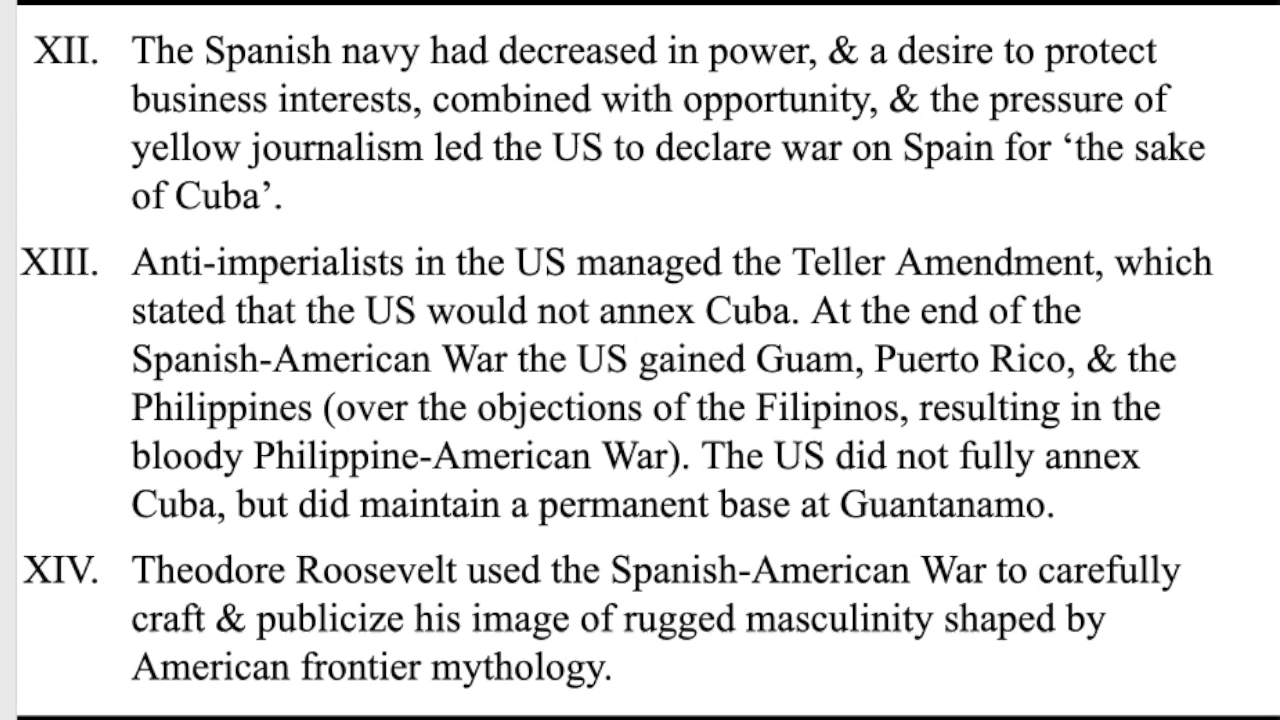 XII. The Spanish navy had decreased in power, & a desire to protect
business interests, combined with opportunity, & the pressure of
yellow journalism led the US to declare war on Spain for ‘the sake
of Cuba’.
XIII. Anti-imperialists in the US managed the Teller Amendment, which
stated that the US would not annex Cuba. At the end of the
Spanish-American War the US gained Guam, Puerto Rico, & the
Philippines (over the objections of the Filipinos, resulting in the
bloody Philippine-American War). The US did not fully annex
Cuba, but did maintain a permanent base at Guantanamo.
XIV. Theodore Roosevelt used the Spanish-American War to carefully
craft & publicize his image of rugged masculinity shaped by
American frontier mythology.